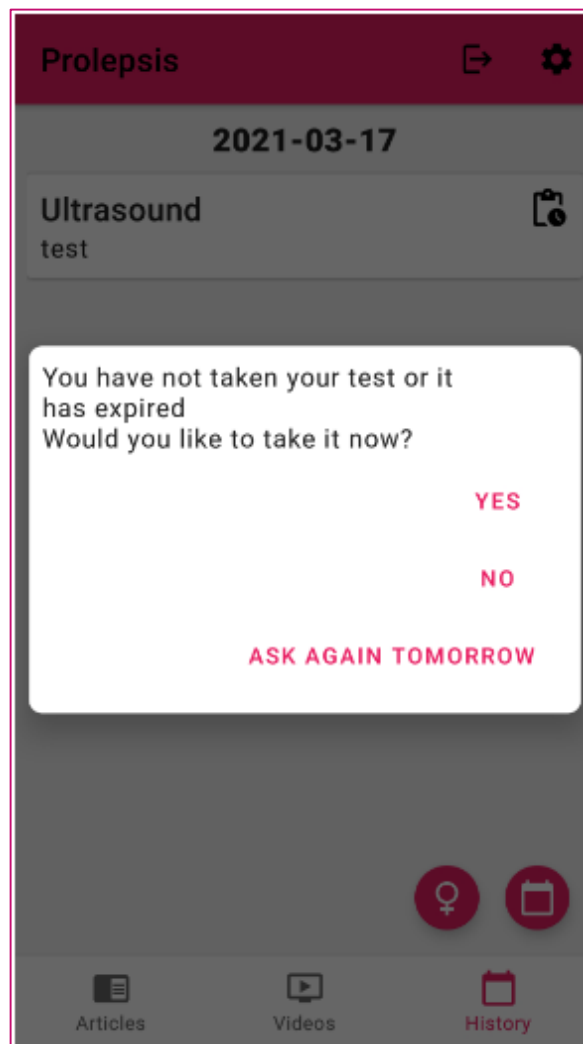 Prolepsis
2021-03-17
Ultrasound
test
You have not taken your test or it
has expired
Would you like to take it now?
YES
NO
ASK AGAIN TOMORROW
Articles
Videos
History